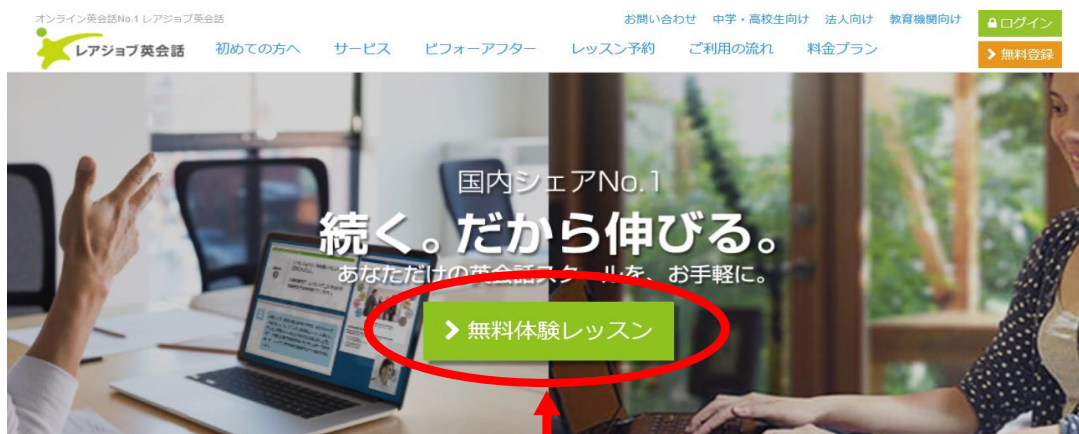 オンライン英会話No.1 レアジョブ英会話
お問い合わせ 中学・高校生向け 法人向け 教育機関向け
ログイン
レアジョブ英会話
初めての方へ サービス ビフォーアフター レッスン予約 ご利用の流れ 料金プラン
無料登録
国内シェアNo.1
続く。だから伸びる。
あなただけの英会話スクールを、お手軽に。
無料体験レッスン